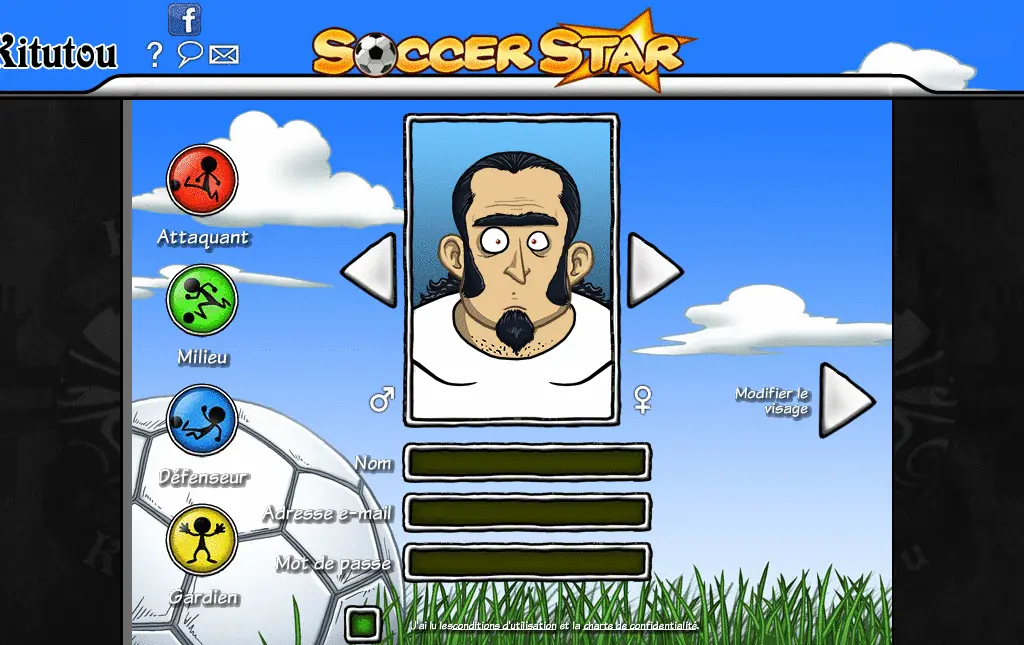 Kitutou
?
f
SOCCER STAR
Attaquant
Milieu
Défenseur
Gardien
Modifier le
visage
Nom
Adresse e-mail
Mot de passe
J'ai lu les conditions d'utilisation et la charte de confidentialité.